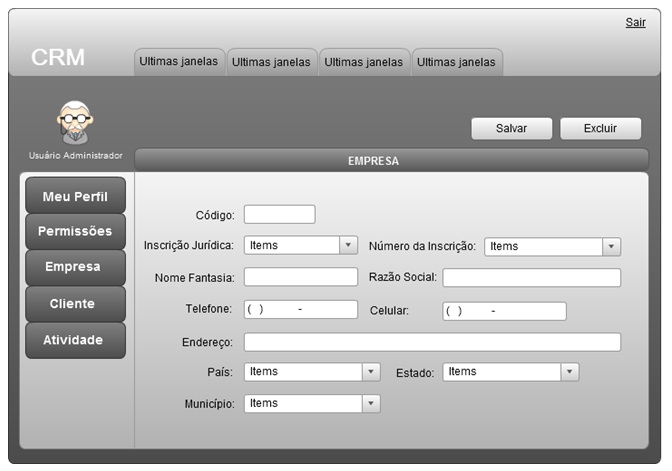 Sair
CRM
Ultimas janelas Ultimas janelas Ultimas janelas Ultimas janelas
Usuário Administrador
Salvar Excluir
EMPRESA
Meu Perfil
Permissões
Empresa
Cliente
Atividade
Código:
Inscrição Jurídica: Items Número da Inscrição: Items
Nome Fantasia: Razão Social:
Telefone: ( ) - Celular: ( ) -
Endereço:
País: Items Estado: Items
Município: Items